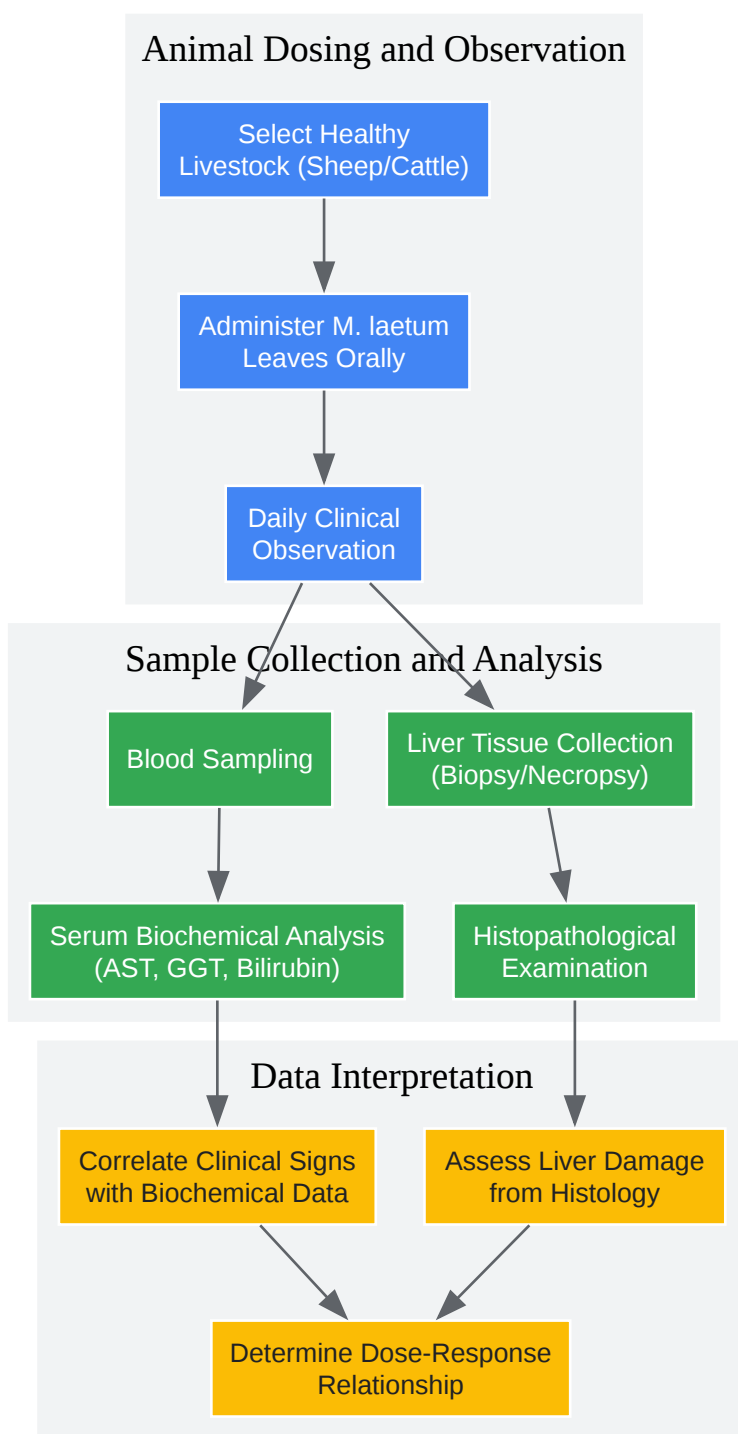 Animal Dosing and Observation
Select Healthy
Livestock (Sheep/Cattle)
Administer M. laetum
Leaves Orally
Daily Clinical
Observation
Sample Collection and Analysis
Blood Sampling
Liver Tissue Collection
(Biopsy/Necropsy)
Serum Biochemical Analysis
(AST, GGT, Bilirubin)
Histopathological
Examination
Data Interpretation
Correlate Clinical Signs
with Biochemical Data
Assess Liver Damage
from Histology
Determine Dose-Response
Relationship